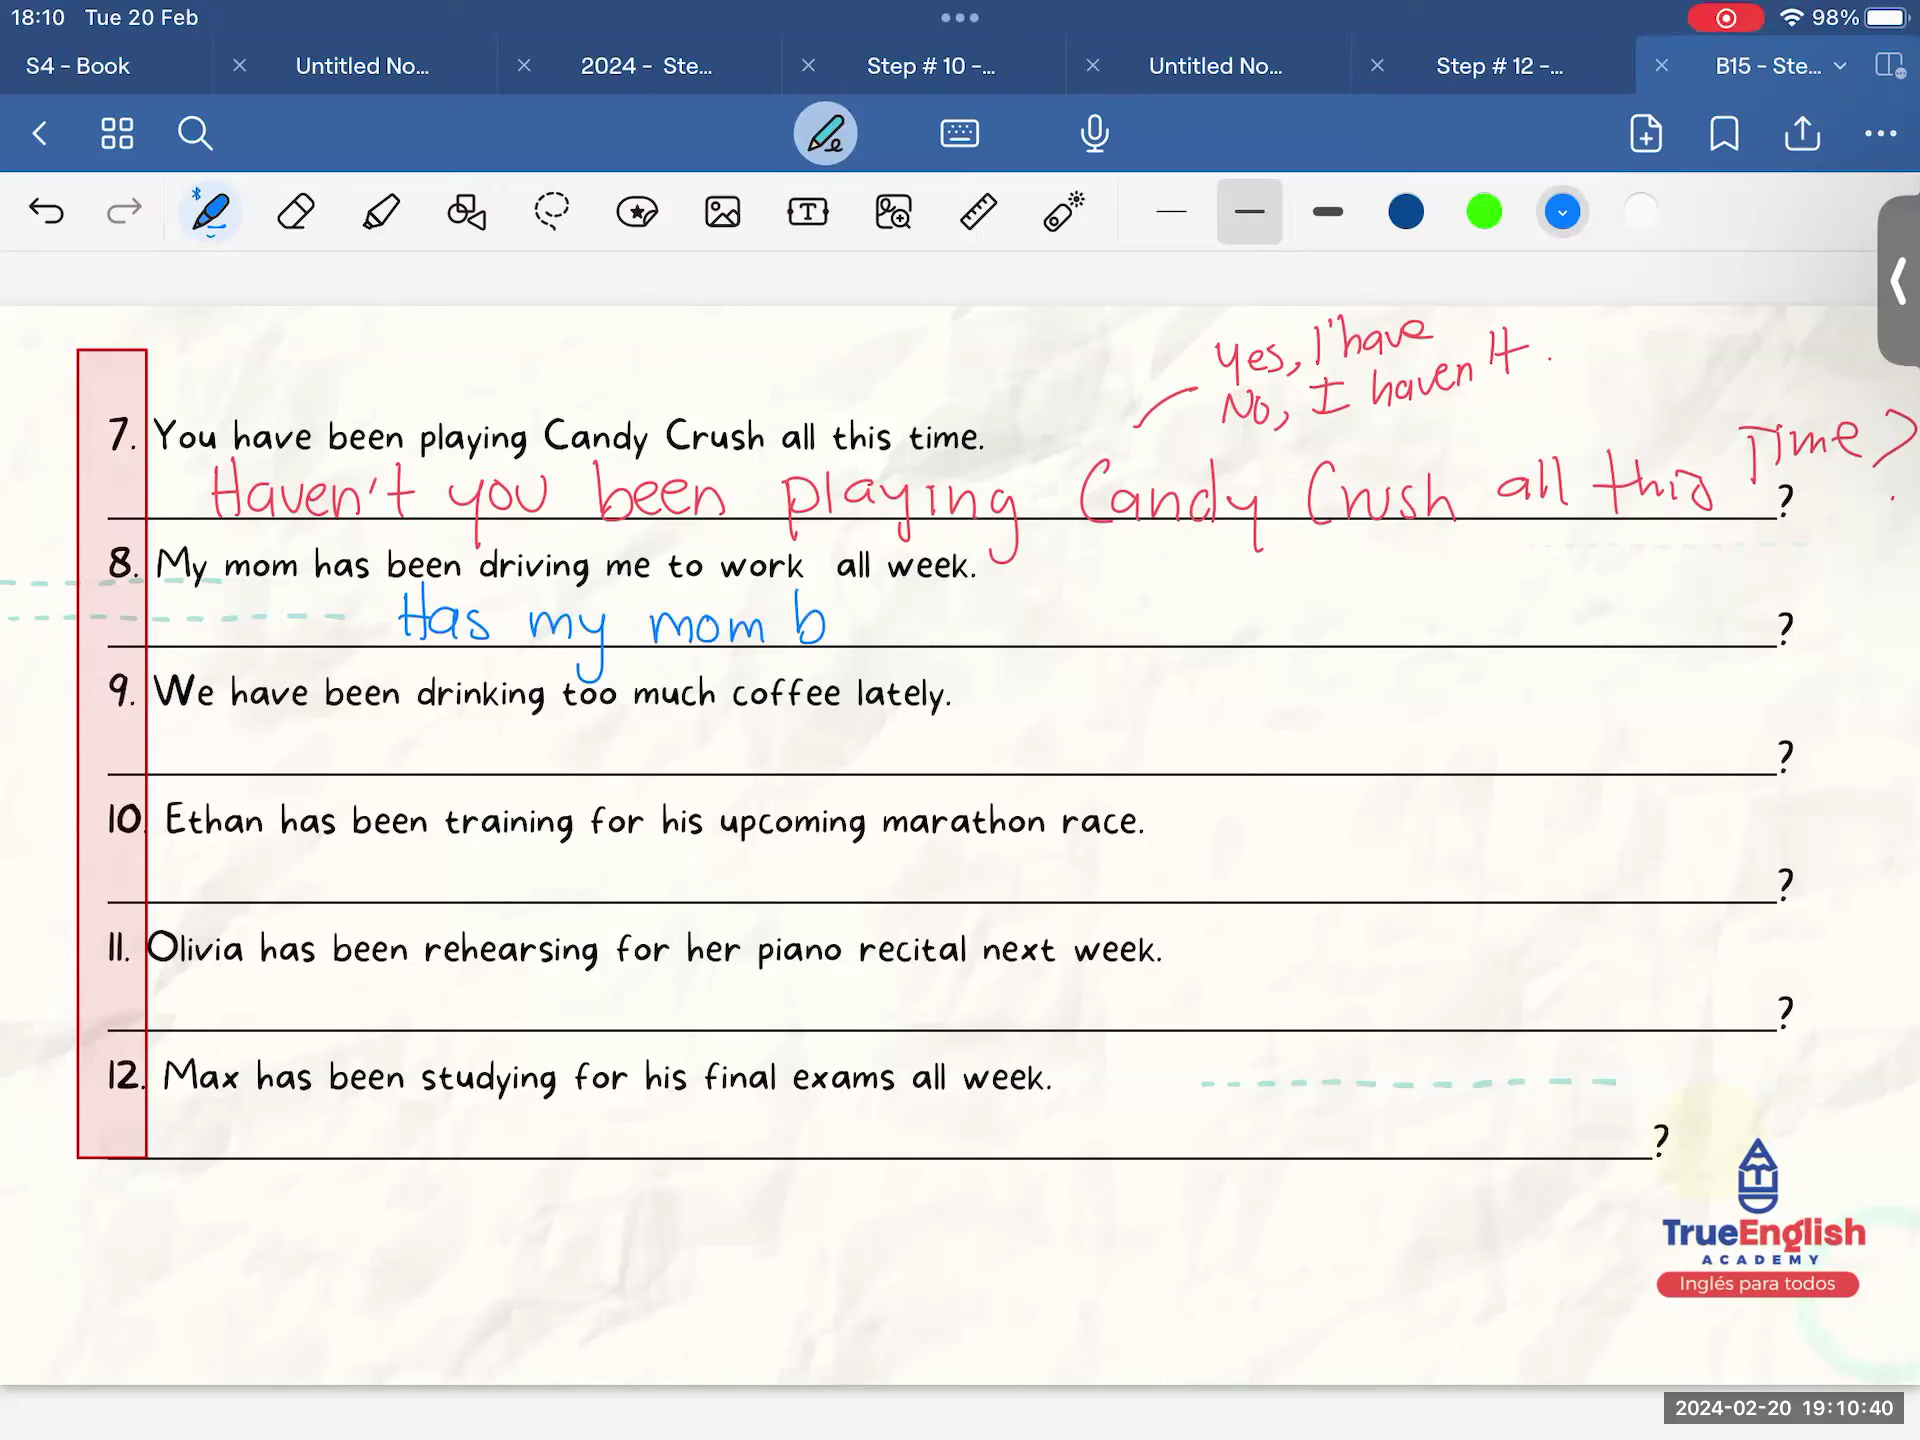 18:10 Tue 20 Feb
98%
S4 - Book
Untitled No...
2024 - Ste...
Step # 10 -...
Untitled No...
Step # 12 -...
B15 - Ste...
Yes, I have
No, I haven't.
7. You have been playing Candy Crush all this time.
Haven't you been playing Candy Crush all this Time?
?
8. My mom has been driving me to work all week.
Has my mom b
?
9. We have been drinking too much coffee lately.
?
10. Ethan has been training for his upcoming marathon race.
?
11. Olivia has been rehearsing for her piano recital next week.
?
12. Max has been studying for his final exams all week.
?
TrueEnglish
ACADEMY
Inglés para todos
2024-02-20 19:10:40